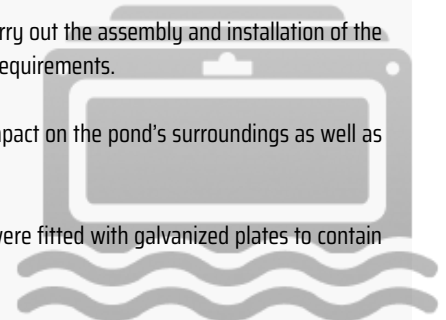 rry out the assembly and installation of the
equirements.
pact on the pond's surroundings as well as
were fitted with galvanized plates to contain